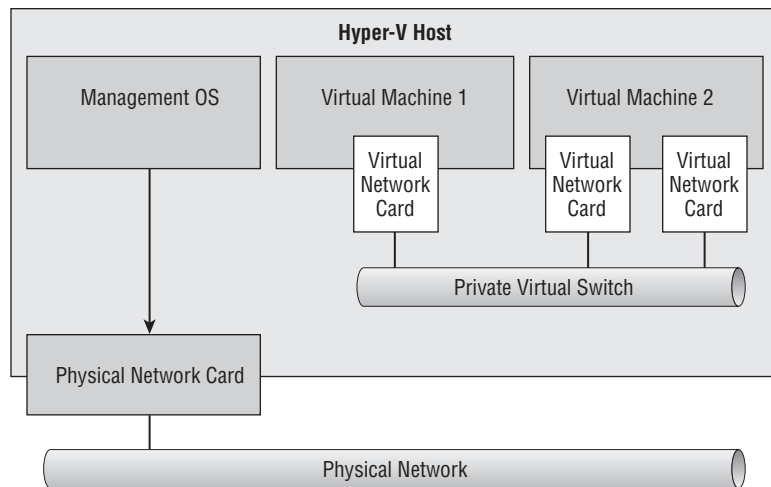 Hyper-V Host
Management OS
Virtual Machine 1
Virtual Machine 2
Virtual
Network
Card
Virtual
Network
Card
Virtual
Network
Card
Private Virtual Switch
Physical Network Card
Physical Network